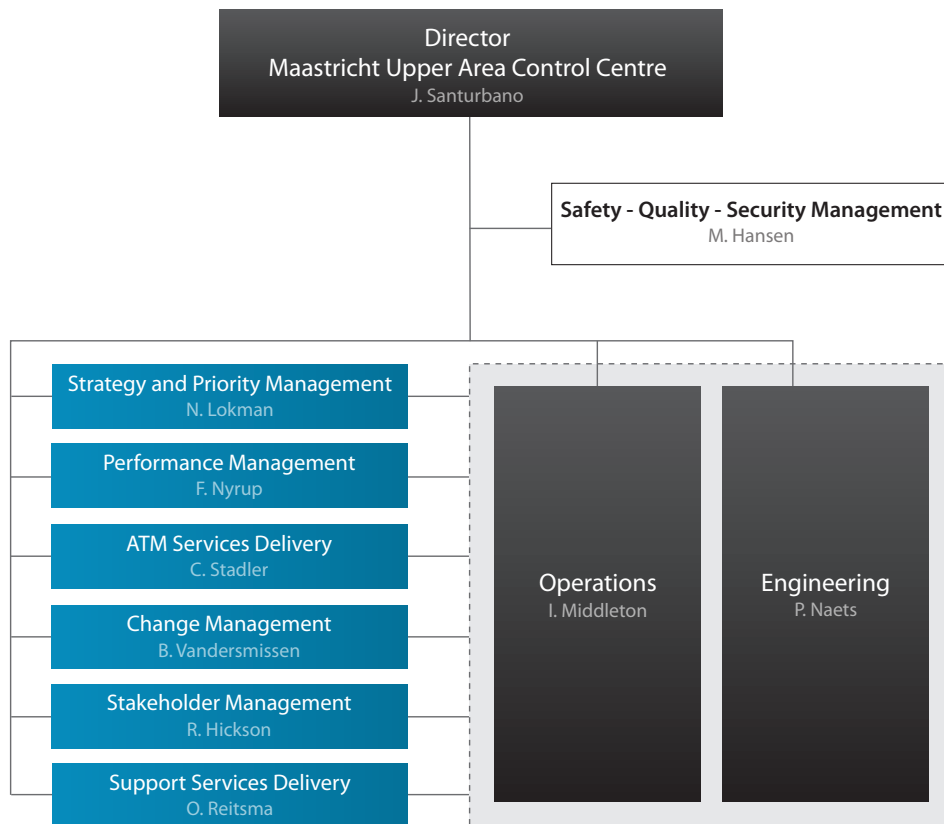 Director
Maastricht Upper Area Control Centre
J. Santurbano
Safety - Quality - Security Management
M. Hansen
Strategy and Priority Management
N. Lokman
Performance Management
F. Nyrup
ATM Services Delivery
C. Stadler
Change Management
B. Vandersmissen
Stakeholder Management
R. Hickson
Support Services Delivery
O. Reitsma
Operations
I. Middleton
Engineering
P. Naets